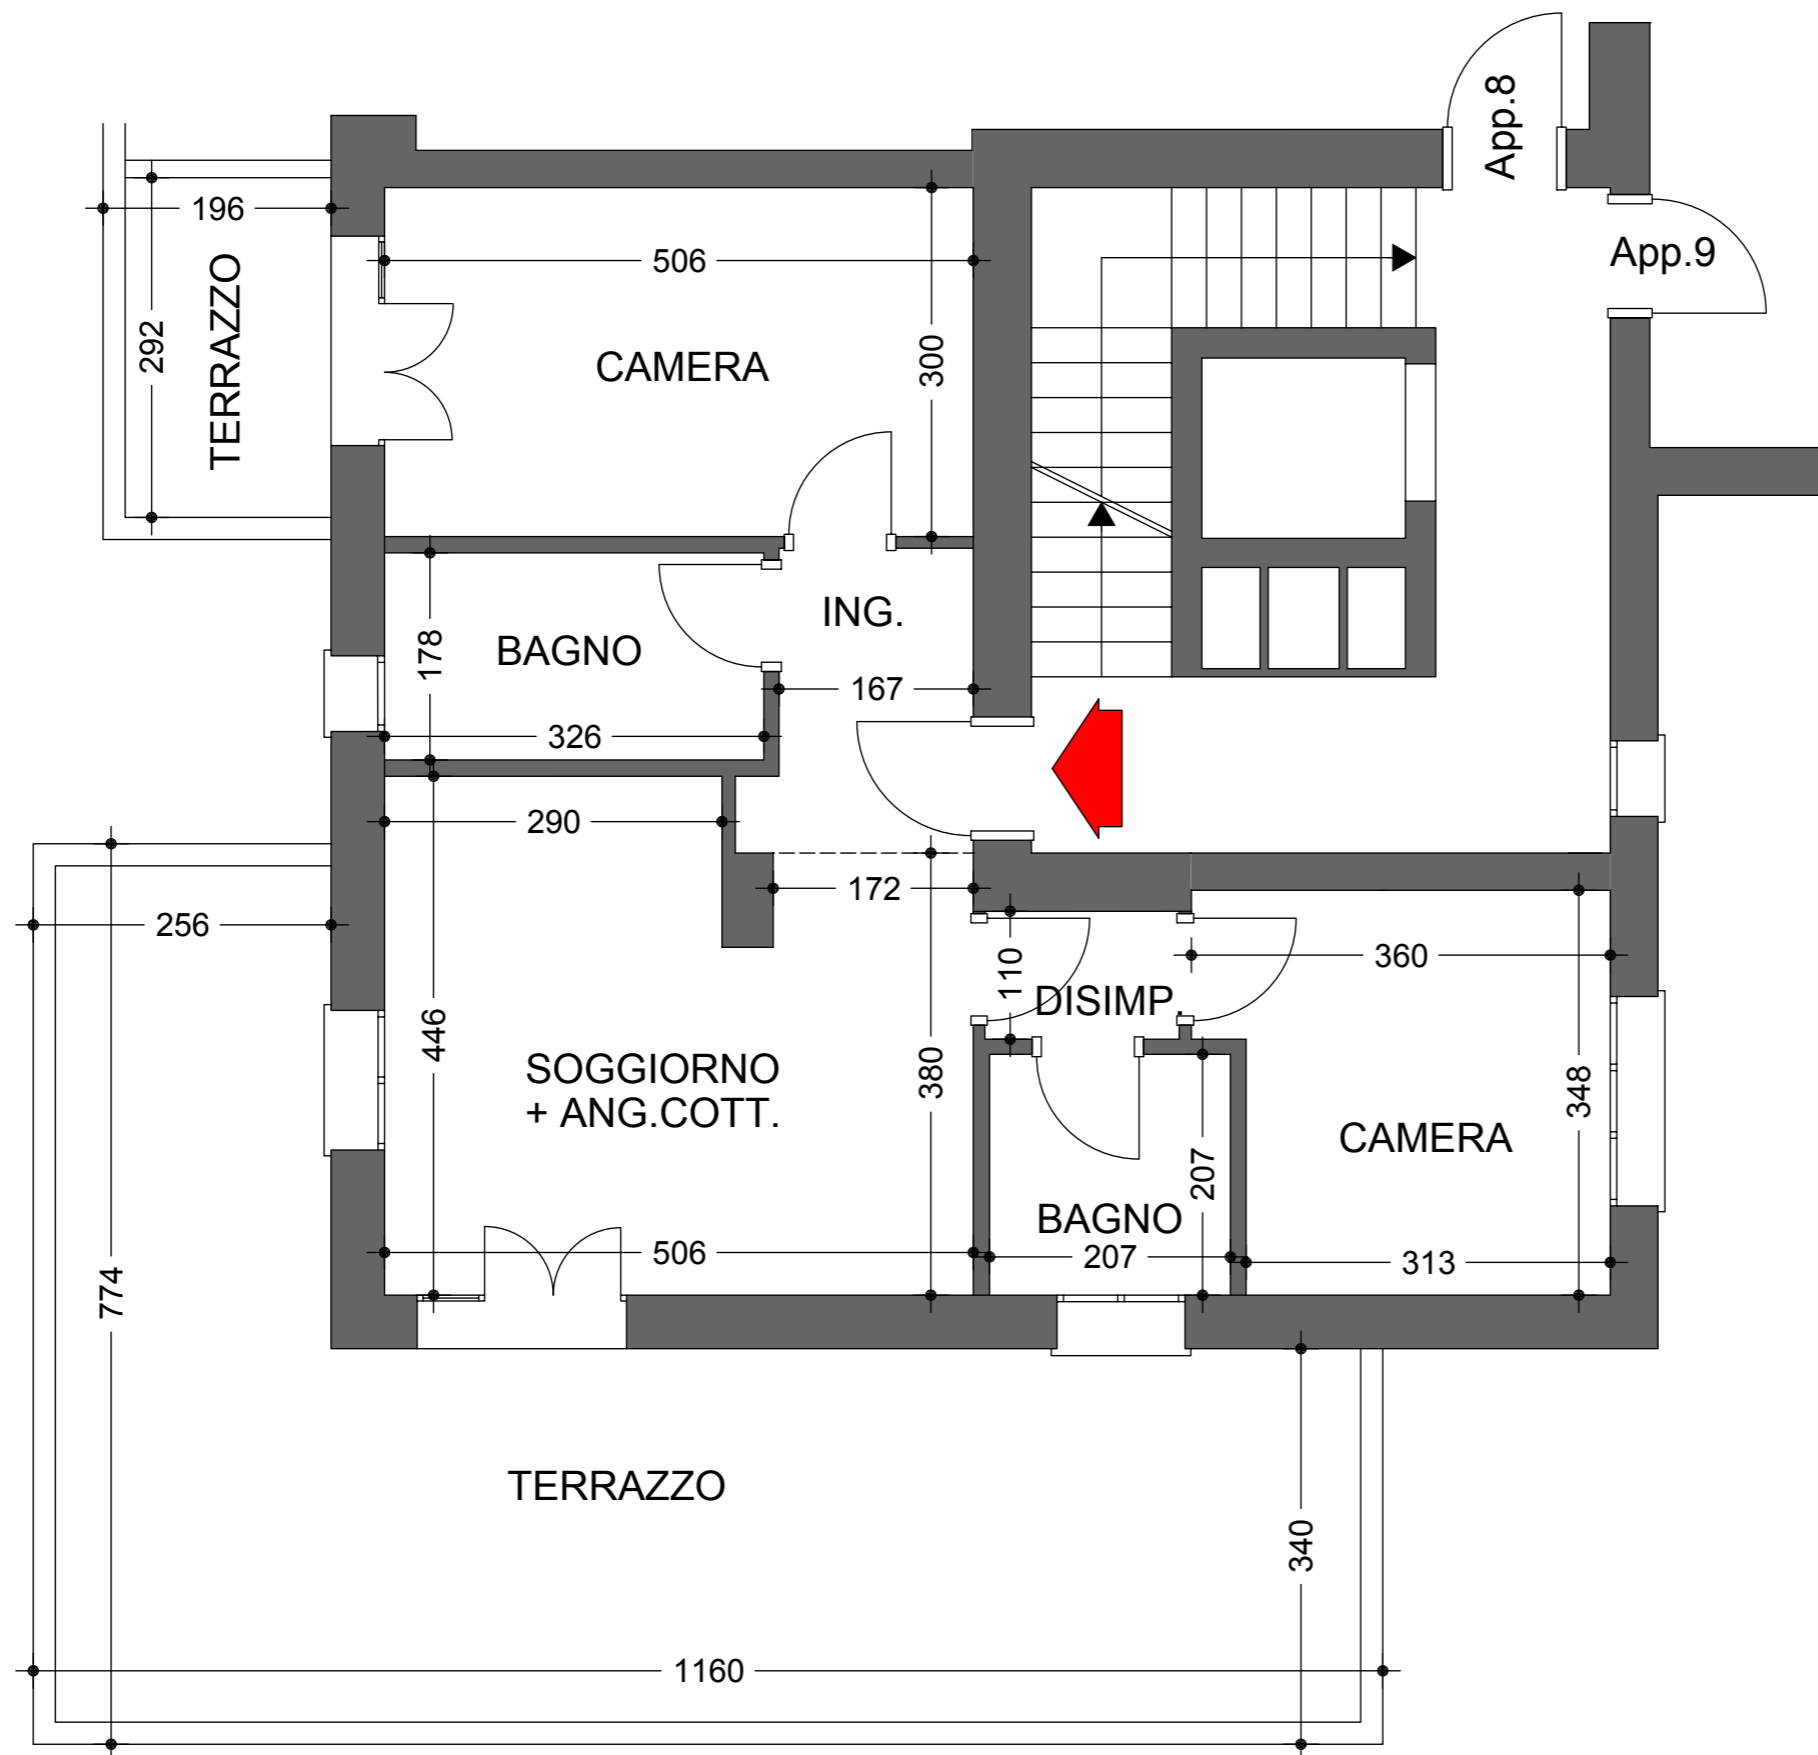 App.8
196
TERRAZZO
506
App.9
292
CAMERA
300
ING.
BAGNO
178
167
326
290
172
256
360
110
DISIMP.
446
SOGGIORNO
+ ANG.COTT.
380
348
CAMERA
207
BAGNO
506
207
313
774
TERRAZZO
340
1160